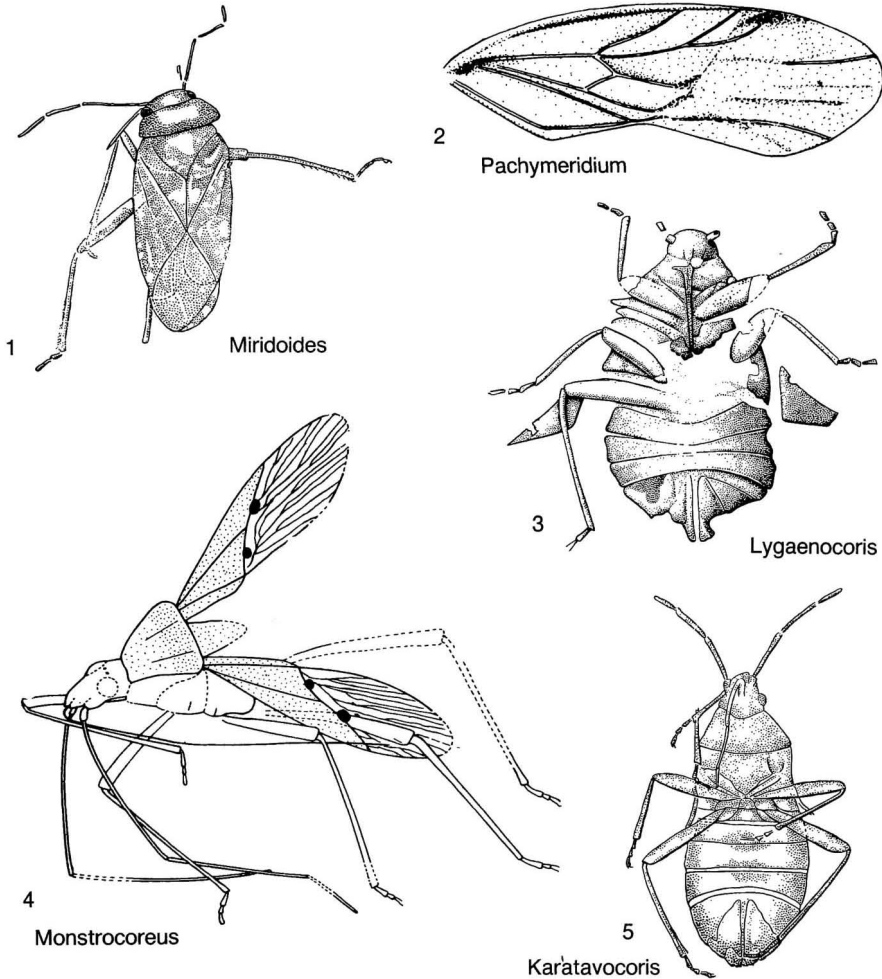 1
Miridoides
2
Pachymeridium
3
Lygaenocoris
4
Monstrocoreus
5
Karatavocoris